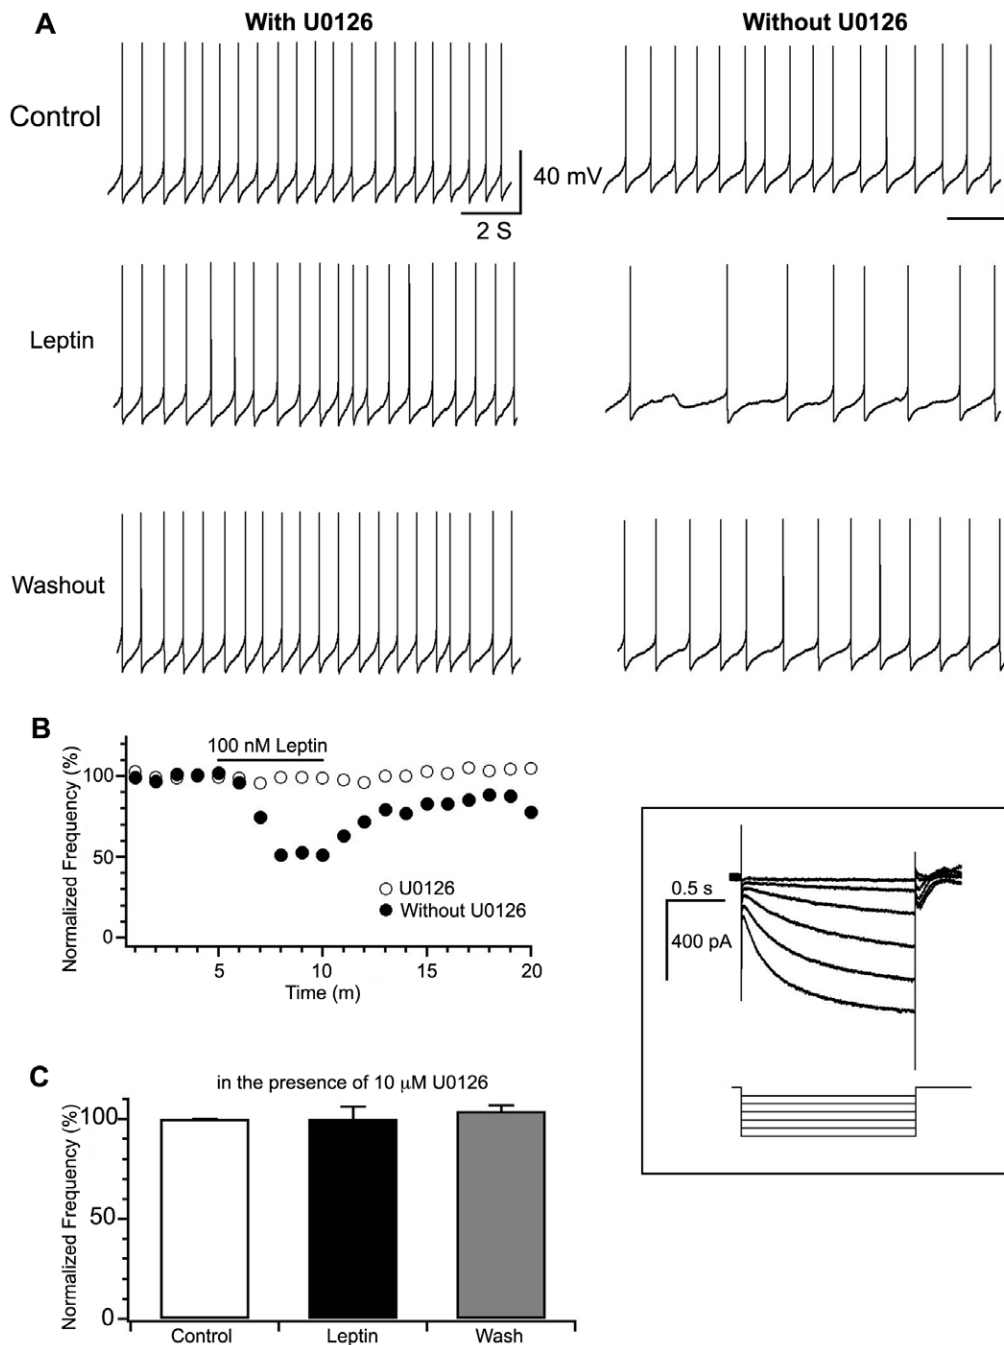 A
With U0126
Without U0126
Control
40 mV
2 S
Leptin
Washout
B
100 nM Leptin
Normalized Frequency (%)
100
50
0
U0126
Without U0126
5
10
15
20
Time (m)
0.5 s
400 pA
C
in the presence of 10 μM U0126
Normalized Frequency (%)
100
50
0
Control
Leptin
Wash